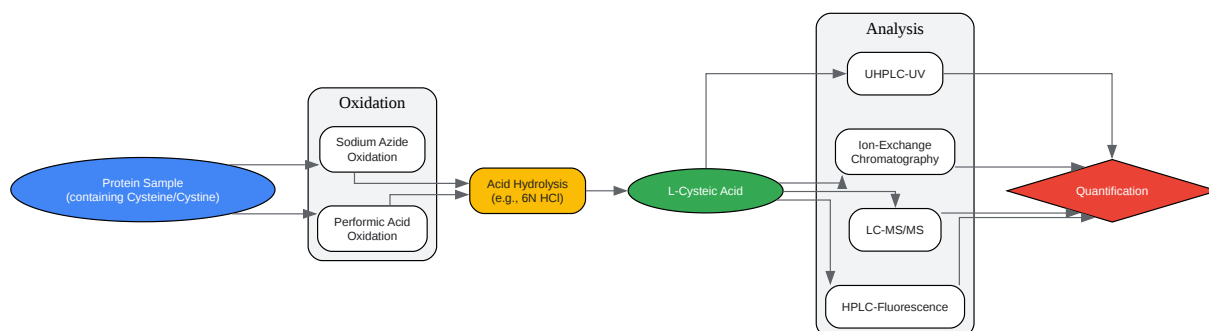 Protein Sample
(containing Cysteine/Cystine)
Oxidation
Sodium Azide
Oxidation
Performic Acid
Oxidation
Acid Hydrolysis
(e.g., 6N HCl)
L-Cysteic Acid
Analysis
UHPLC-UV
Ion-Exchange
Chromatography
LC-MS/MS
HPLC-Fluorescence
Quantification